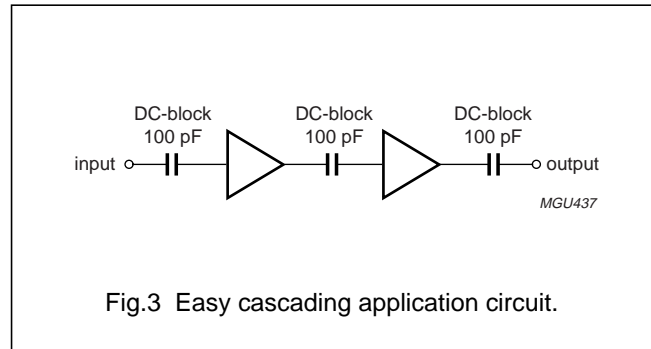 DC-block
100 pF
DC-block
100 pF
DC-block
100 pF
input
output
MGU437
Fig.3 Easy cascading application circuit.